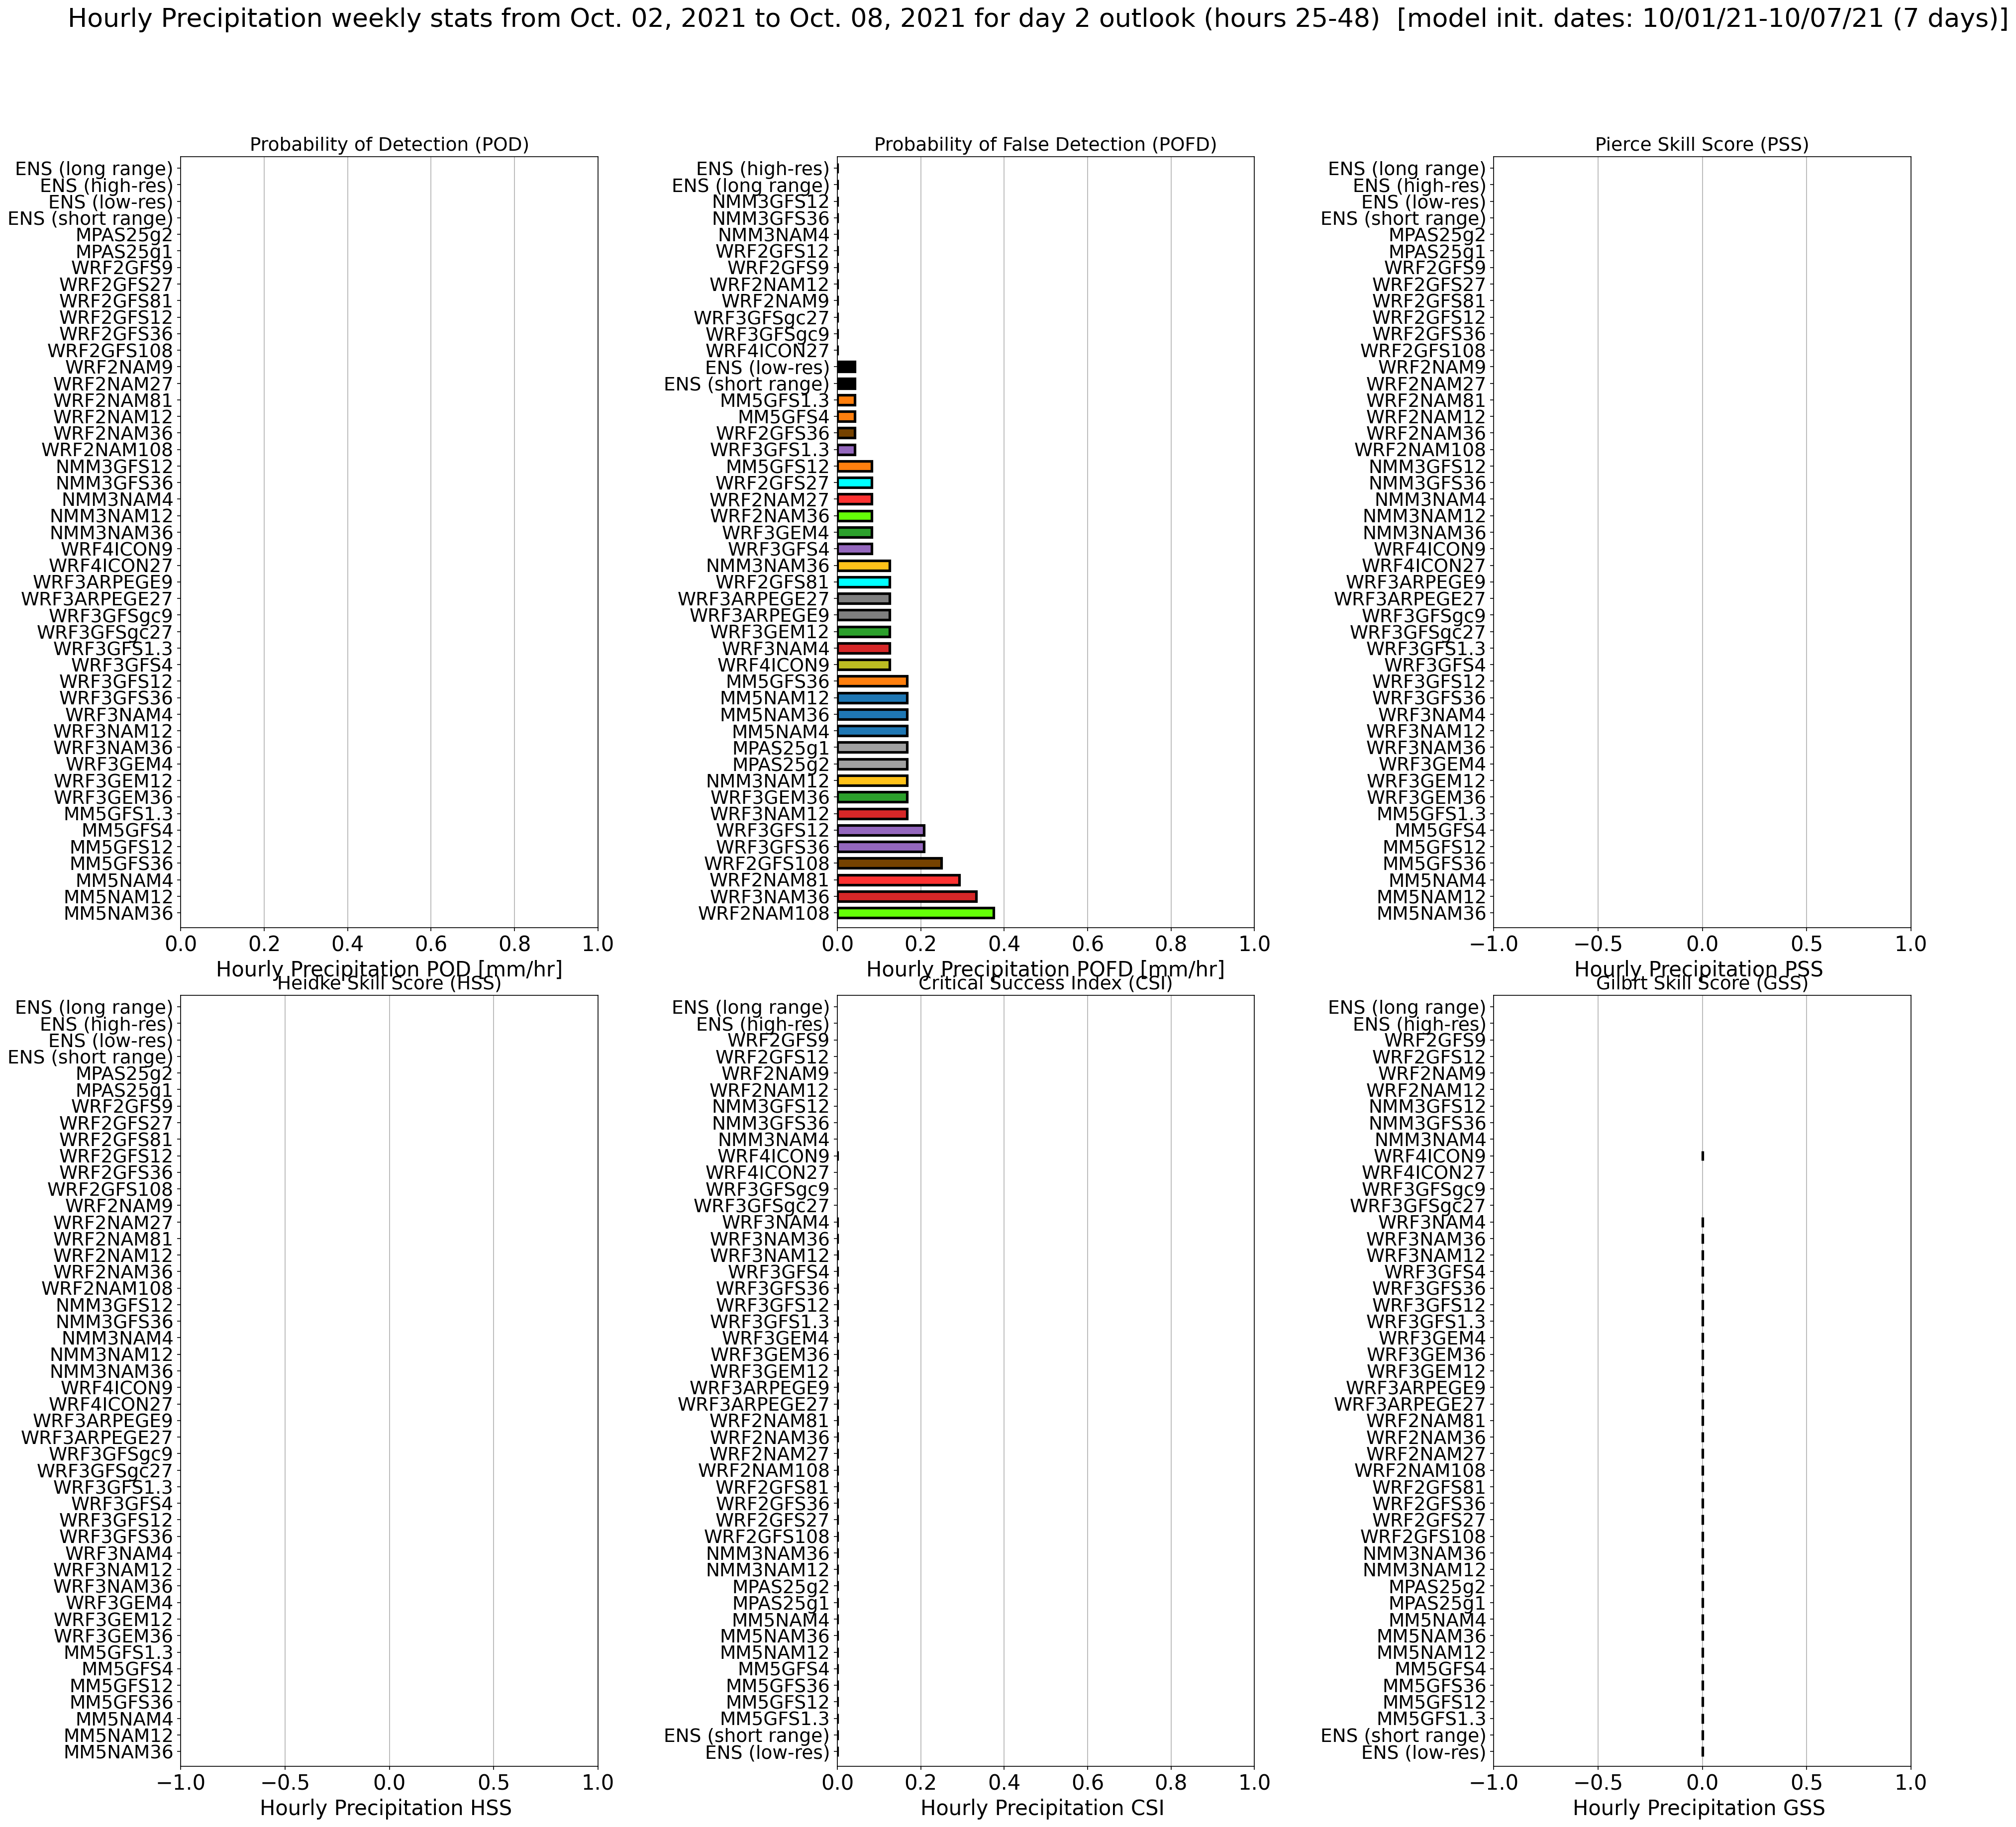 Hourly Precipitation weekly stats from Oct. 02, 2021 to Oct. 08, 2021 for day 2 outlook (hours 25-48)  [model init. dates: 10/01/21-10/07/21 (7 days)]
Probability of Detection (POD)
ENS (long range)
ENS (high-res)
ENS (low-res)
ENS (short range)
MPAS25g2
MPAS25g1
WRF2GFS9
WRF2GFS27
WRF2GFS81
WRF2GFS12
WRF2GFS36
WRF2GFS108
WRF2NAM9
WRF2NAM27
WRF2NAM81
WRF2NAM12
WRF2NAM36
WRF2NAM108
NMM3GFS12
NMM3GFS36
NMM3NAM4
NMM3NAM12
NMM3NAM36
WRF4ICON9
WRF4ICON27
WRF3ARPEGE9
WRF3ARPEGE27
WRF3GFSgc9
WRF3GFSgc27
WRF3GFS1.3
WRF3GFS4
WRF3GFS12
WRF3GFS36
WRF3NAM4
WRF3NAM12
WRF3NAM36
WRF3GEM4
WRF3GEM12
WRF3GEM36
MM5GFS1.3
MM5GFS4
MM5GFS12
MM5GFS36
MM5NAM4
MM5NAM12
MM5NAM36
0.0 0.2 0.4 0.6 0.8 1.0
Hourly Precipitation POD [mm/hr]
Probability of False Detection (POFD)
ENS (high-res)
ENS (long range)
NMM3GFS12
NMM3GFS36
NMM3NAM4
WRF2GFS12
WRF2GFS9
WRF2NAM12
WRF2NAM9
WRF3GFSgc27
WRF3GFSgc9
WRF4ICON27
ENS (low-res)
ENS (short range)
MM5GFS1.3
MM5GFS4
WRF2GFS36
WRF3GFS1.3
MM5GFS12
WRF2GFS27
WRF2NAM27
WRF2NAM36
WRF3GEM4
WRF3GFS4
NMM3NAM36
WRF2GFS81
WRF3ARPEGE27
WRF3ARPEGE9
WRF3GEM12
WRF3NAM4
WRF4ICON9
MM5GFS36
MM5NAM12
MM5NAM36
MM5NAM4
MPAS25g1
MPAS25g2
NMM3NAM12
WRF3GEM36
WRF3NAM12
WRF3GFS12
WRF3GFS36
WRF2GFS108
WRF2NAM81
WRF3NAM36
WRF2NAM108
0.0 0.2 0.4 0.6 0.8 1.0
Hourly Precipitation POFD [mm/hr]
Pierce Skill Score (PSS)
ENS (long range)
ENS (high-res)
ENS (low-res)
ENS (short range)
MPAS25g2
MPAS25g1
WRF2GFS9
WRF2GFS27
WRF2GFS81
WRF2GFS12
WRF2GFS36
WRF2GFS108
WRF2NAM9
WRF2NAM27
WRF2NAM81
WRF2NAM12
WRF2NAM36
WRF2NAM108
NMM3GFS12
NMM3GFS36
NMM3NAM4
NMM3NAM12
NMM3NAM36
WRF4ICON9
WRF4ICON27
WRF3ARPEGE9
WRF3ARPEGE27
WRF3GFSgc9
WRF3GFSgc27
WRF3GFS1.3
WRF3GFS4
WRF3GFS12
WRF3GFS36
WRF3NAM4
WRF3NAM12
WRF3NAM36
WRF3GEM4
WRF3GEM12
WRF3GEM36
MM5GFS1.3
MM5GFS4
MM5GFS12
MM5GFS36
MM5NAM4
MM5NAM12
MM5NAM36
−1.0 −0.5 0.0 0.5 1.0
Hourly Precipitation PSS
Heidke Skill Score (HSS)
ENS (long range)
ENS (high-res)
ENS (low-res)
ENS (short range)
MPAS25g2
MPAS25g1
WRF2GFS9
WRF2GFS27
WRF2GFS81
WRF2GFS12
WRF2GFS36
WRF2GFS108
WRF2NAM9
WRF2NAM27
WRF2NAM81
WRF2NAM12
WRF2NAM36
WRF2NAM108
NMM3GFS12
NMM3GFS36
NMM3NAM4
NMM3NAM12
NMM3NAM36
WRF4ICON9
WRF4ICON27
WRF3ARPEGE9
WRF3ARPEGE27
WRF3GFSgc9
WRF3GFSgc27
WRF3GFS1.3
WRF3GFS4
WRF3GFS12
WRF3GFS36
WRF3NAM4
WRF3NAM12
WRF3NAM36
WRF3GEM4
WRF3GEM12
WRF3GEM36
MM5GFS1.3
MM5GFS4
MM5GFS12
MM5GFS36
MM5NAM4
MM5NAM12
MM5NAM36
−1.0 −0.5 0.0 0.5 1.0
Hourly Precipitation HSS
Critical Success Index (CSI)
ENS (long range)
ENS (high-res)
WRF2GFS9
WRF2GFS12
WRF2NAM9
WRF2NAM12
NMM3GFS12
NMM3GFS36
NMM3NAM4
WRF4ICON9
WRF4ICON27
WRF3GFSgc9
WRF3GFSgc27
WRF3NAM4
WRF3NAM36
WRF3NAM12
WRF3GFS4
WRF3GFS36
WRF3GFS12
WRF3GFS1.3
WRF3GEM4
WRF3GEM36
WRF3GEM12
WRF3ARPEGE9
WRF3ARPEGE27
WRF2NAM81
WRF2NAM36
WRF2NAM27
WRF2NAM108
WRF2GFS81
WRF2GFS36
WRF2GFS27
WRF2GFS108
NMM3NAM36
NMM3NAM12
MPAS25g2
MPAS25g1
MM5NAM4
MM5NAM36
MM5NAM12
MM5GFS4
MM5GFS36
MM5GFS12
MM5GFS1.3
ENS (short range)
ENS (low-res)
0.0 0.2 0.4 0.6 0.8 1.0
Hourly Precipitation CSI
Gilbrt Skill Score (GSS)
ENS (long range)
ENS (high-res)
WRF2GFS9
WRF2GFS12
WRF2NAM9
WRF2NAM12
NMM3GFS12
NMM3GFS36
NMM3NAM4
WRF4ICON9
WRF4ICON27
WRF3GFSgc9
WRF3GFSgc27
WRF3NAM4
WRF3NAM36
WRF3NAM12
WRF3GFS4
WRF3GFS36
WRF3GFS12
WRF3GFS1.3
WRF3GEM4
WRF3GEM36
WRF3GEM12
WRF3ARPEGE9
WRF3ARPEGE27
WRF2NAM81
WRF2NAM36
WRF2NAM27
WRF2NAM108
WRF2GFS81
WRF2GFS36
WRF2GFS27
WRF2GFS108
NMM3NAM36
NMM3NAM12
MPAS25g2
MPAS25g1
MM5NAM4
MM5NAM36
MM5NAM12
MM5GFS4
MM5GFS36
MM5GFS12
MM5GFS1.3
ENS (short range)
ENS (low-res)
−1.0 −0.5 0.0 0.5 1.0
Hourly Precipitation GSS